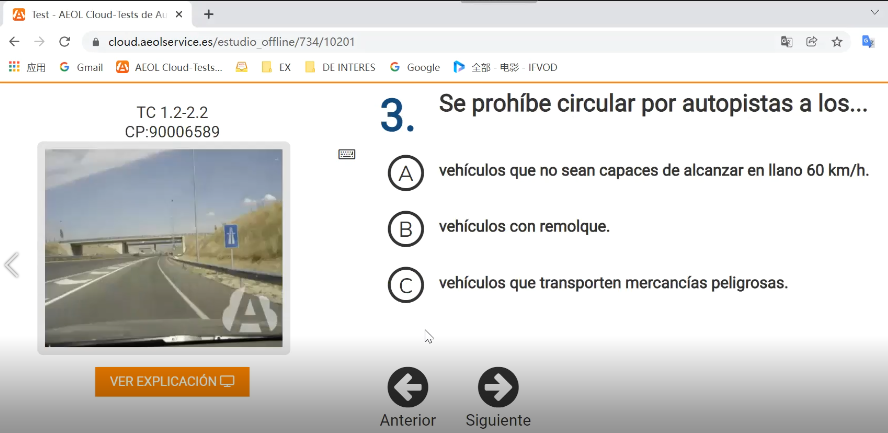 Test - AEOL Cloud-Tests de Au
cloud.aeolservice.es/estudio_offline/734/10201
应用
Gmail
AEOL Cloud-Tests...
EX
DE INTERES
Google
全部 - 电影 - IFVOD
TC 1.2-2.2
CP:90006589
VER EXPLICACIÓN
3.
Se prohíbe circular por autopistas a los...
A
vehículos que no sean capaces de alcanzar en llano 60 km/h.
B
vehículos con remolque.
C
vehículos que transporten mercancías peligrosas.
Anterior
Siguiente